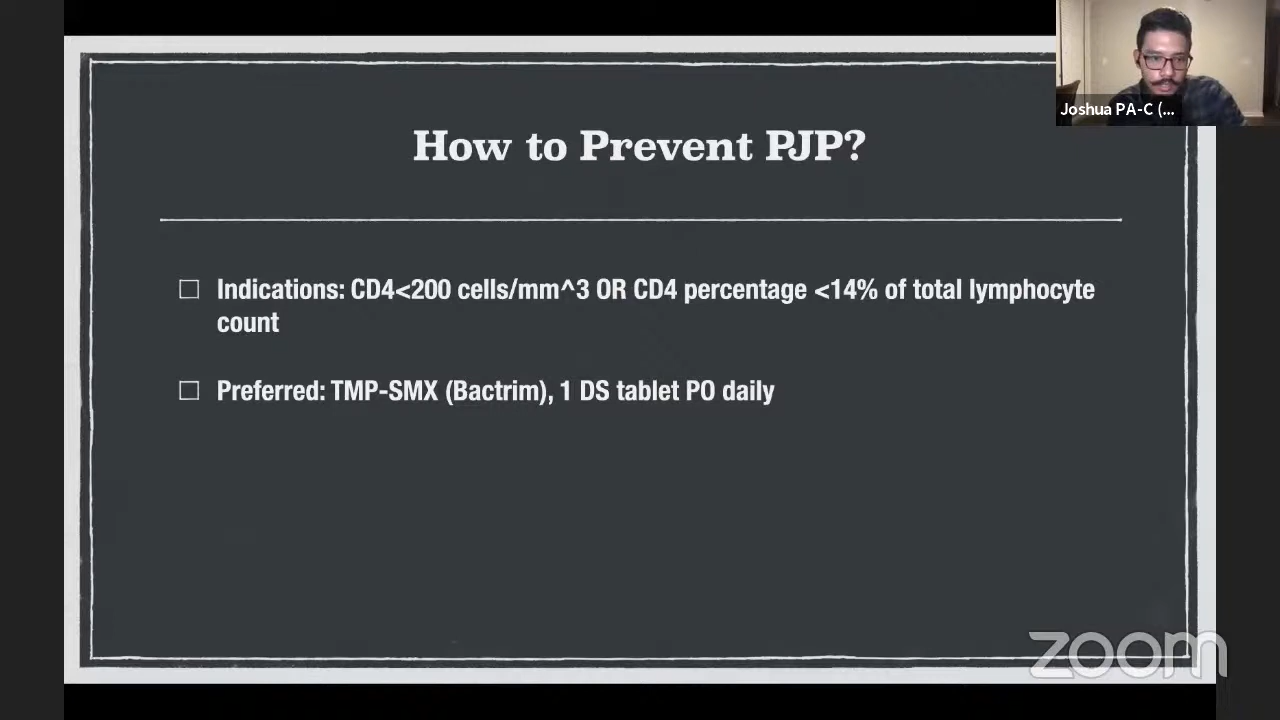 Joshua PA-C (...
How to Prevent PJP?
Indications: CD4<200 cells/mm^3 OR CD4 percentage <14% of total lymphocyte
count
Preferred: TMP-SMX (Bactrim), 1 DS tablet PO daily
zoom